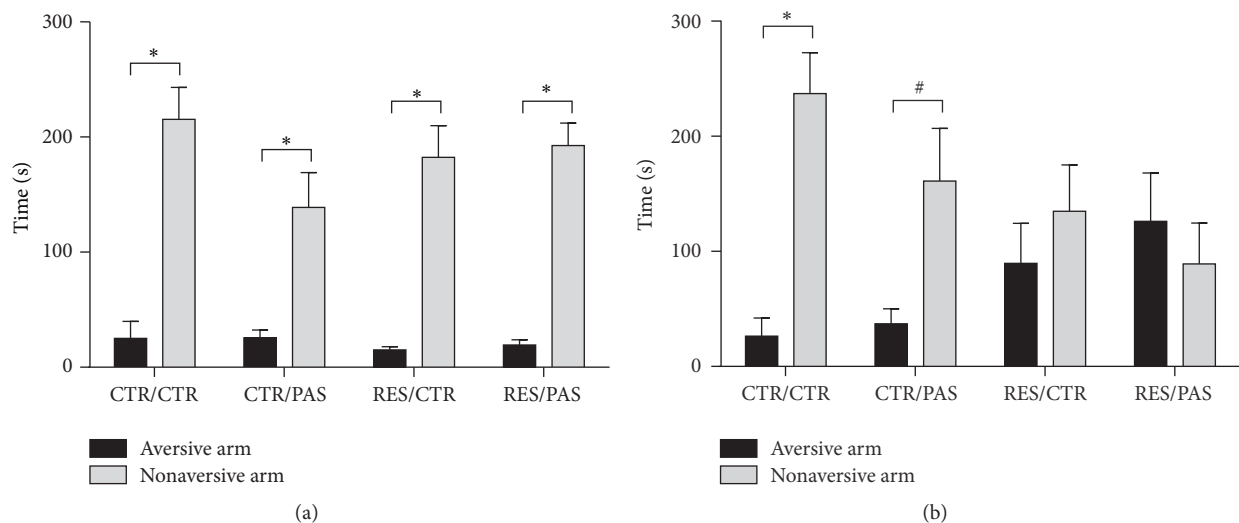 300
200
100
0
Time (s)
*
*
*
*
CTR/CTR
CTR/PAS
RES/CTR
RES/PAS
Aversive arm
Nonaversive arm
(a)
300
200
100
0
Time (s)
*
#
CTR/CTR
CTR/PAS
RES/CTR
RES/PAS
Aversive arm
Nonaversive arm
(b)